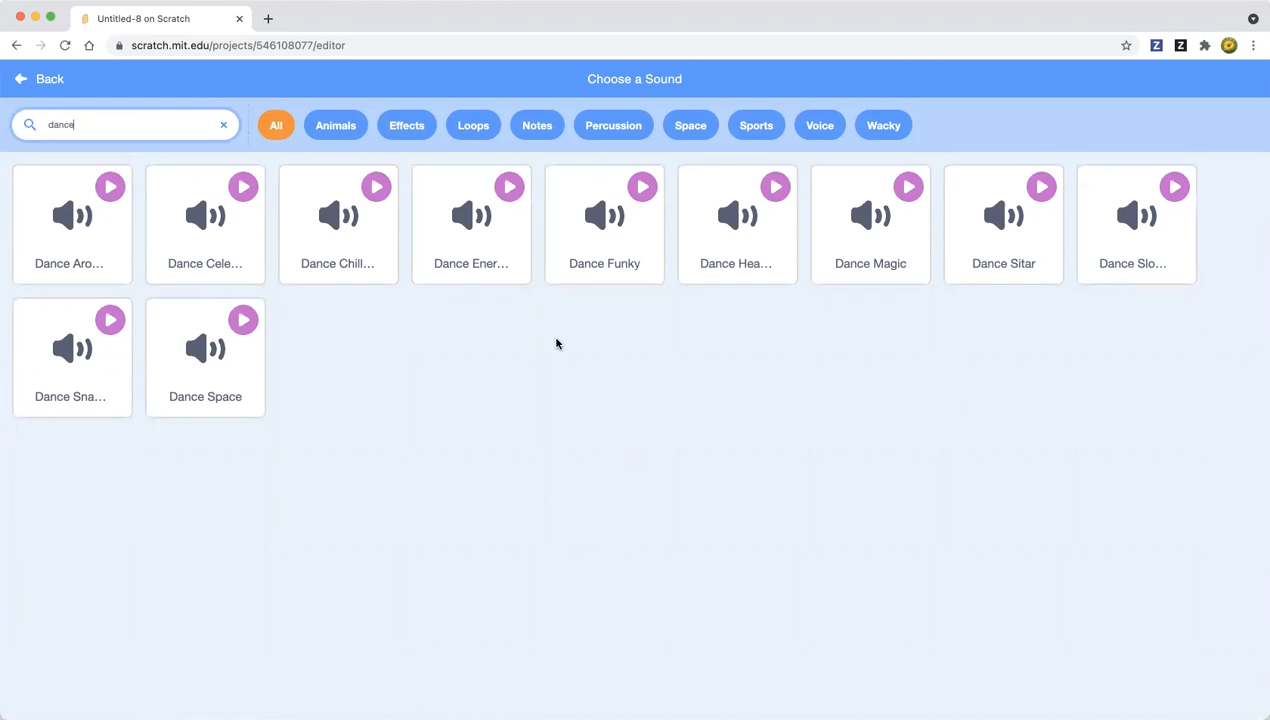 Untitled-8 on Scratch
scratch.mit.edu/projects/546108077/editor
Z
Z
Back
Choose a Sound
dance
All
Animals
Effects
Loops
Notes
Percussion
Space
Sports
Voice
Wacky
Dance Aro...
Dance Cele...
Dance Chill...
Dance Ener...
Dance Funky
Dance Hea...
Dance Magic
Dance Sitar
Dance Slo...
Dance Sna...
Dance Space